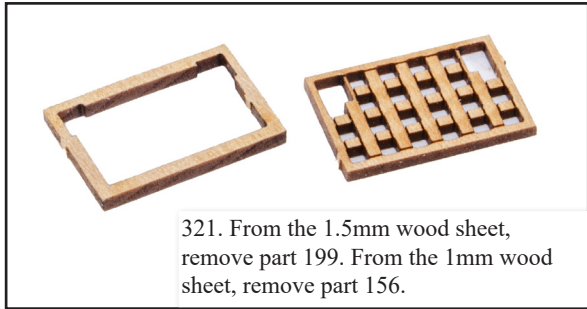 321. From the 1.5mm wood sheet,
remove part 199. From the 1mm wood
sheet, remove part 156.